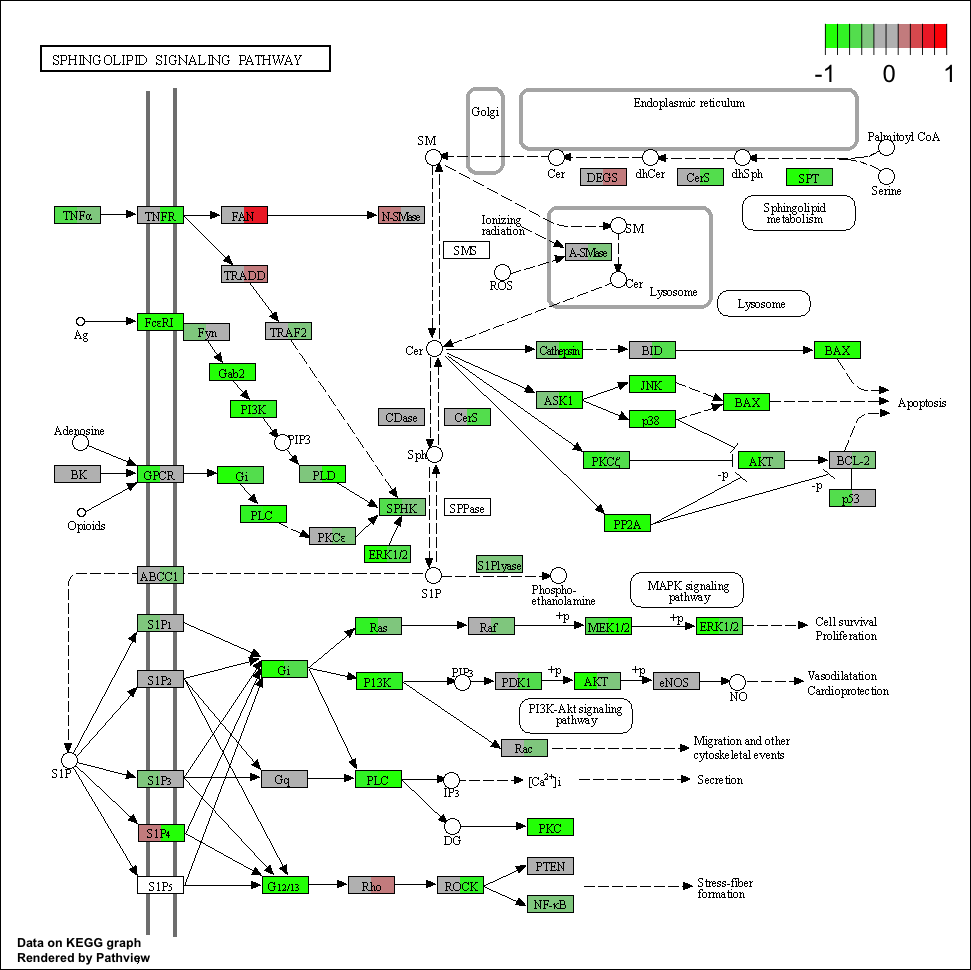 SPHINGOLIPID SIGNALING PATHWAY
-1 0 1
Golgi
Endoplasmic reticulum
SM
Cer
dhCer
dhSph
Palmitoyl CoA
Serine
DEGS
CerS
SPT
Sphingolipid
metabolism
TNFα
TNFR
FAN
N-SMase
Ionizing
radiation
SM
SMS
A-SMase
ROS
Cer
Lysosome
Lysosome
TRADD
Ag
FcεRI
Fyn
TRAF2
Cer
Cathepsin
BID
BAX
Gab2
JNK
ASK1
BAX
Apoptosis
PI3K
CDase
CerS
p38
Adenosine
PIP3
Sph
BK
GPCR
Gi
PLD
PKCζ
AKT
BCL-2
-p
-p
p53
Opioids
PLC
SPHK
SPPase
PP2A
PKCε
ERK1/2
ABCC1
S1P
S1Plyase
Phospho-
ethanolamine
MAPK signaling
pathway
S1P1
Ras
Raf
+p
MEK1/2
+p
ERK1/2
Cell survival
Proliferation
S1P2
Gi
P13K
PIP3
+p
PDK1
AKT
+p
eNOS
NO
Vasodilatation
Cardioprotection
PI3K-Akt signaling
pathway
Rac
Migration and other
cytoskeletal events
S1P
S1P3
Gq
PLC
IP3
[Ca2+]i
Secretion
S1P4
DG
PKC
S1P5
G12/13
Rho
ROCK
PTEN
NF-κB
Stress-fiber
formation
Data on KEGG graph
Rendered by Pathview